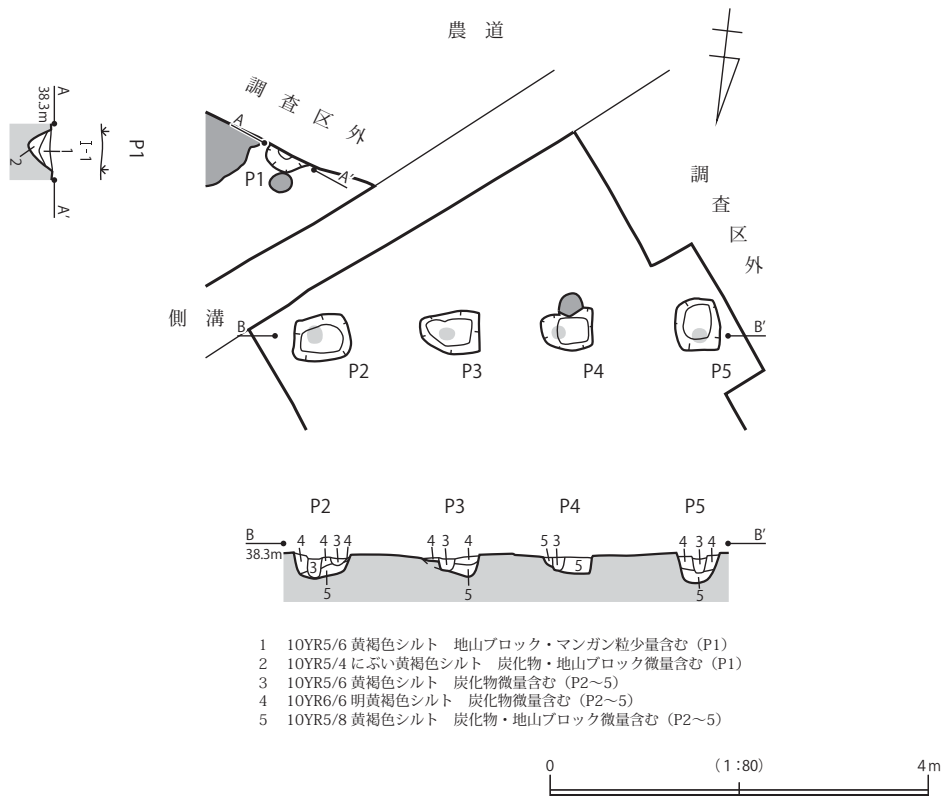 農 道
調 査 区 外
A
P1
A'
A
38.3m
1
2
I-1
P1
A'
調
査
区
外
側 溝
B
P2
P3
P4
P5
B'
P2
P3
P4
P5
B
38.3m
B'
4 4 3 4
3
5
4 3 4
5
5 3
5
4 3 4
5
1 10YR5/6 黄褐色シルト 地山ブロック・マンガン粒少量含む（P1）
2 10YR5/4 にぶい黄褐色シルト 炭化物・地山ブロック微量含む（P1）
3 10YR5/6 黄褐色シルト 炭化物微量含む（P2～5）
4 10YR6/6 明黄褐色シルト 炭化物微量含む（P2～5）
5 10YR5/8 黄褐色シルト 炭化物・地山ブロック微量含む（P2～5）
0 （1：80） 4m